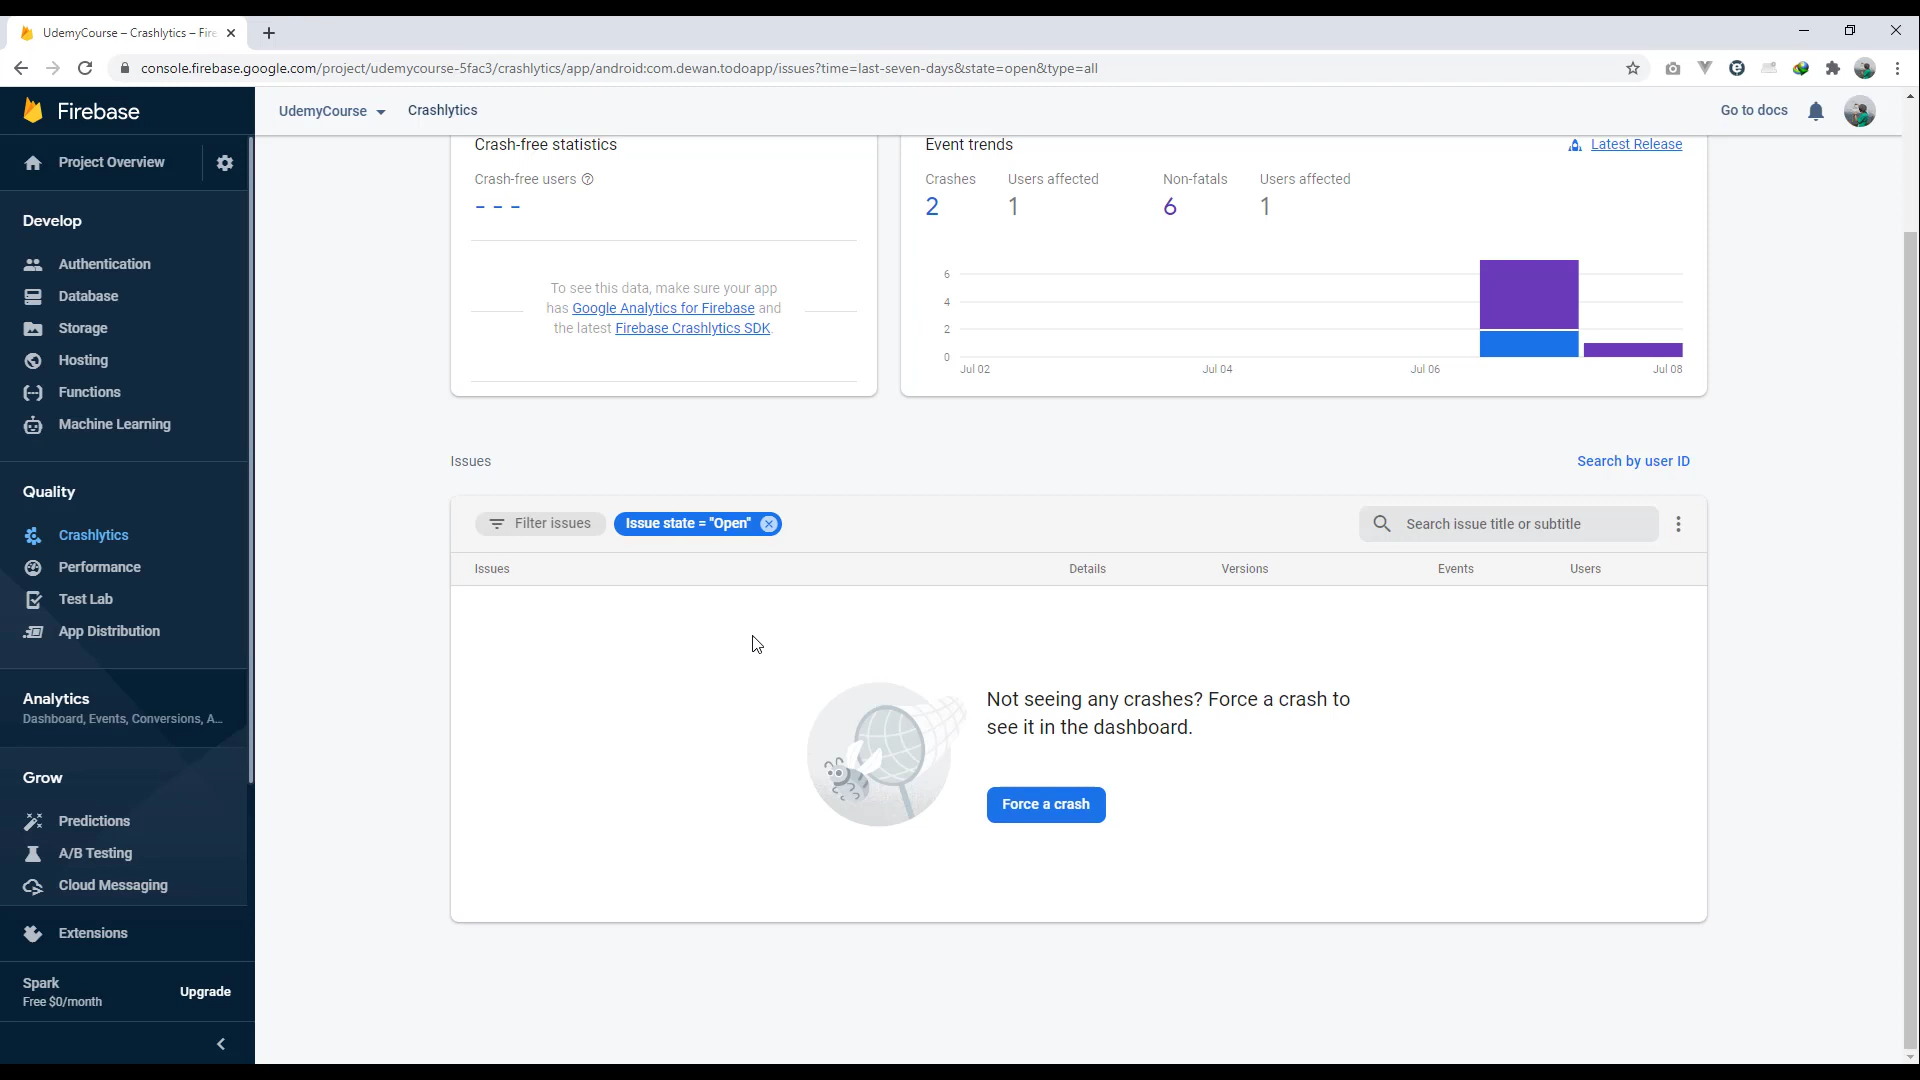 UdemyCourse – Crashlytics – Fire
console.firebase.google.com/project/udemycourse-5fac3/crashlytics/app/android:com.dewan.todoapp/issues?time=last-seven-days&state=open&type=all
Firebase
UdemyCourse
Crashlytics
Go to docs
Project Overview
Develop
Authentication
Database
Storage
Hosting
Functions
Machine Learning
Quality
Crashlytics
Performance
Test Lab
App Distribution
Analytics
Dashboard, Events, Conversions, A...
Grow
Predictions
A/B Testing
Cloud Messaging
Extensions
Spark
Free $0/month
Upgrade
Crash-free statistics
Crash-free users
- - -
To see this data, make sure your app
has Google Analytics for Firebase and
the latest Firebase Crashlytics SDK.
Event trends
Latest Release
Crashes
Users affected
Non-fatals
Users affected
2
1
6
1
6
4
2
0
Jul 02
Jul 04
Jul 06
Jul 08
Issues
Search by user ID
Filter issues
Issue state = "Open"
Search issue title or subtitle
Issues
Details
Versions
Events
Users
Not seeing any crashes? Force a crash to
see it in the dashboard.
Force a crash